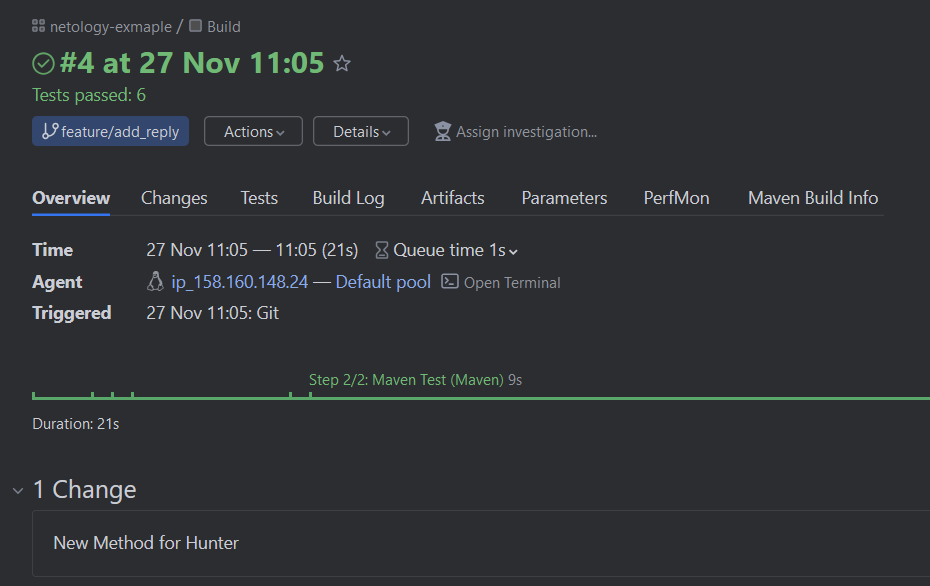 netology-exmaple / Build
#4 at 27 Nov 11:05
Tests passed: 6
feature/add_reply Actions Details Assign investigation...
Overview Changes Tests Build Log Artifacts Parameters PerfMon Maven Build Info
Time 27 Nov 11:05 — 11:05 (21s) Queue time 1s
Agent ip_158.160.148.24 — Default pool Open Terminal
Triggered 27 Nov 11:05: Git
Step 2/2: Maven Test (Maven) 9s
Duration: 21s
1 Change
New Method for Hunter